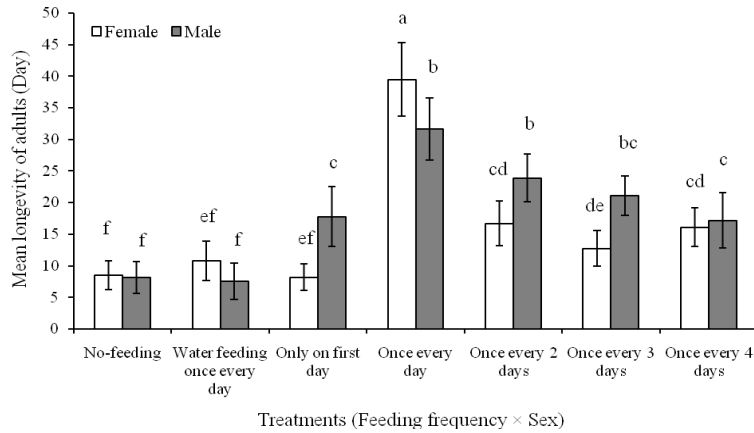 a
Female Male
b
b
bc
c
cd
cd
c
de
f
f
ef
f
ef
45
40
35
30
25
20
15
10
5
0
Mean longevity of adults (Day)
No-feeding
Water feeding
once every
day
Only on first
day
Once every
day
Once every 2
days
Once every 3
days
Once every 4
days
Treatments (Feeding frequency × Sex)